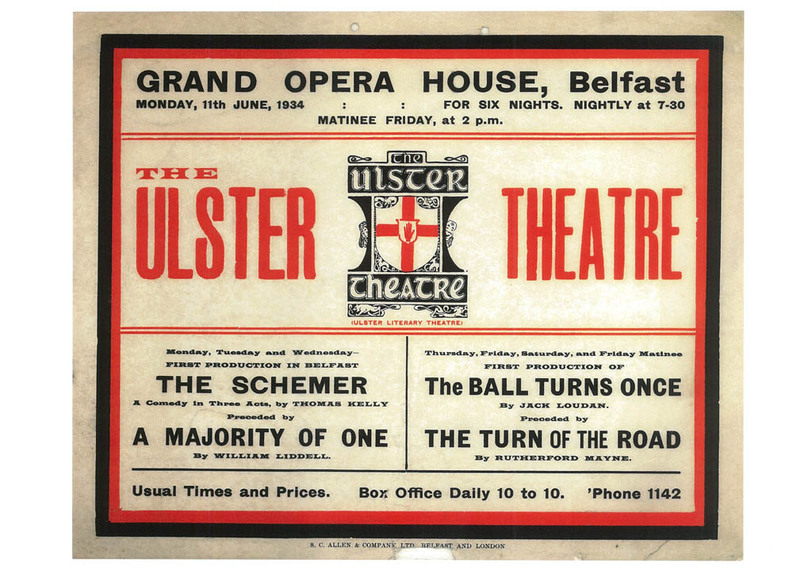 GRAND OPERA HOUSE, Belfast
MONDAY, 11th JUNE, 1934 : : FOR SIX NIGHTS. NIGHTLY at 7-30
MATINEE FRIDAY, at 2 p.m.
THE
ULSTER THEATRE
the
ulster
theatre
(ULSTER LITERARY THEATRE)
Monday, Tuesday and Wednesday—
FIRST PRODUCTION IN BELFAST
THE SCHEMER
A Comedy in Three Acts, by THOMAS KELLY
Preceded by
A MAJORITY OF ONE
By WILLIAM LIDDELL.
Thursday, Friday, Saturday, and Friday Matinee
FIRST PRODUCTION OF
The BALL TURNS ONCE
By JACK LOUDAN.
Preceded by
THE TURN OF THE ROAD
By RUTHERFORD MAYNE.
Usual Times and Prices. Box Office Daily 10 to 10. 'Phone 1142
S. C. ALLEN & COMPANY LTD. BELFAST AND LONDON